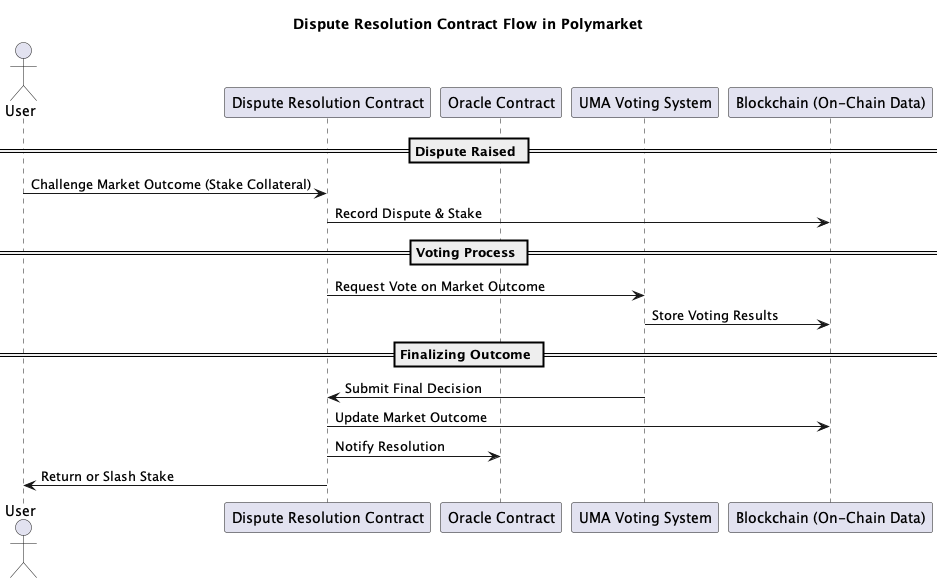 Dispute Resolution Contract Flow in Polymarket
User
Dispute Resolution Contract
Oracle Contract
UMA Voting System
Blockchain (On-Chain Data)
Dispute Raised
Challenge Market Outcome (Stake Collateral)
Record Dispute & Stake
Voting Process
Request Vote on Market Outcome
Store Voting Results
Finalizing Outcome
Submit Final Decision
Update Market Outcome
Notify Resolution
Return or Slash Stake
User
Dispute Resolution Contract
Oracle Contract
UMA Voting System
Blockchain (On-Chain Data)